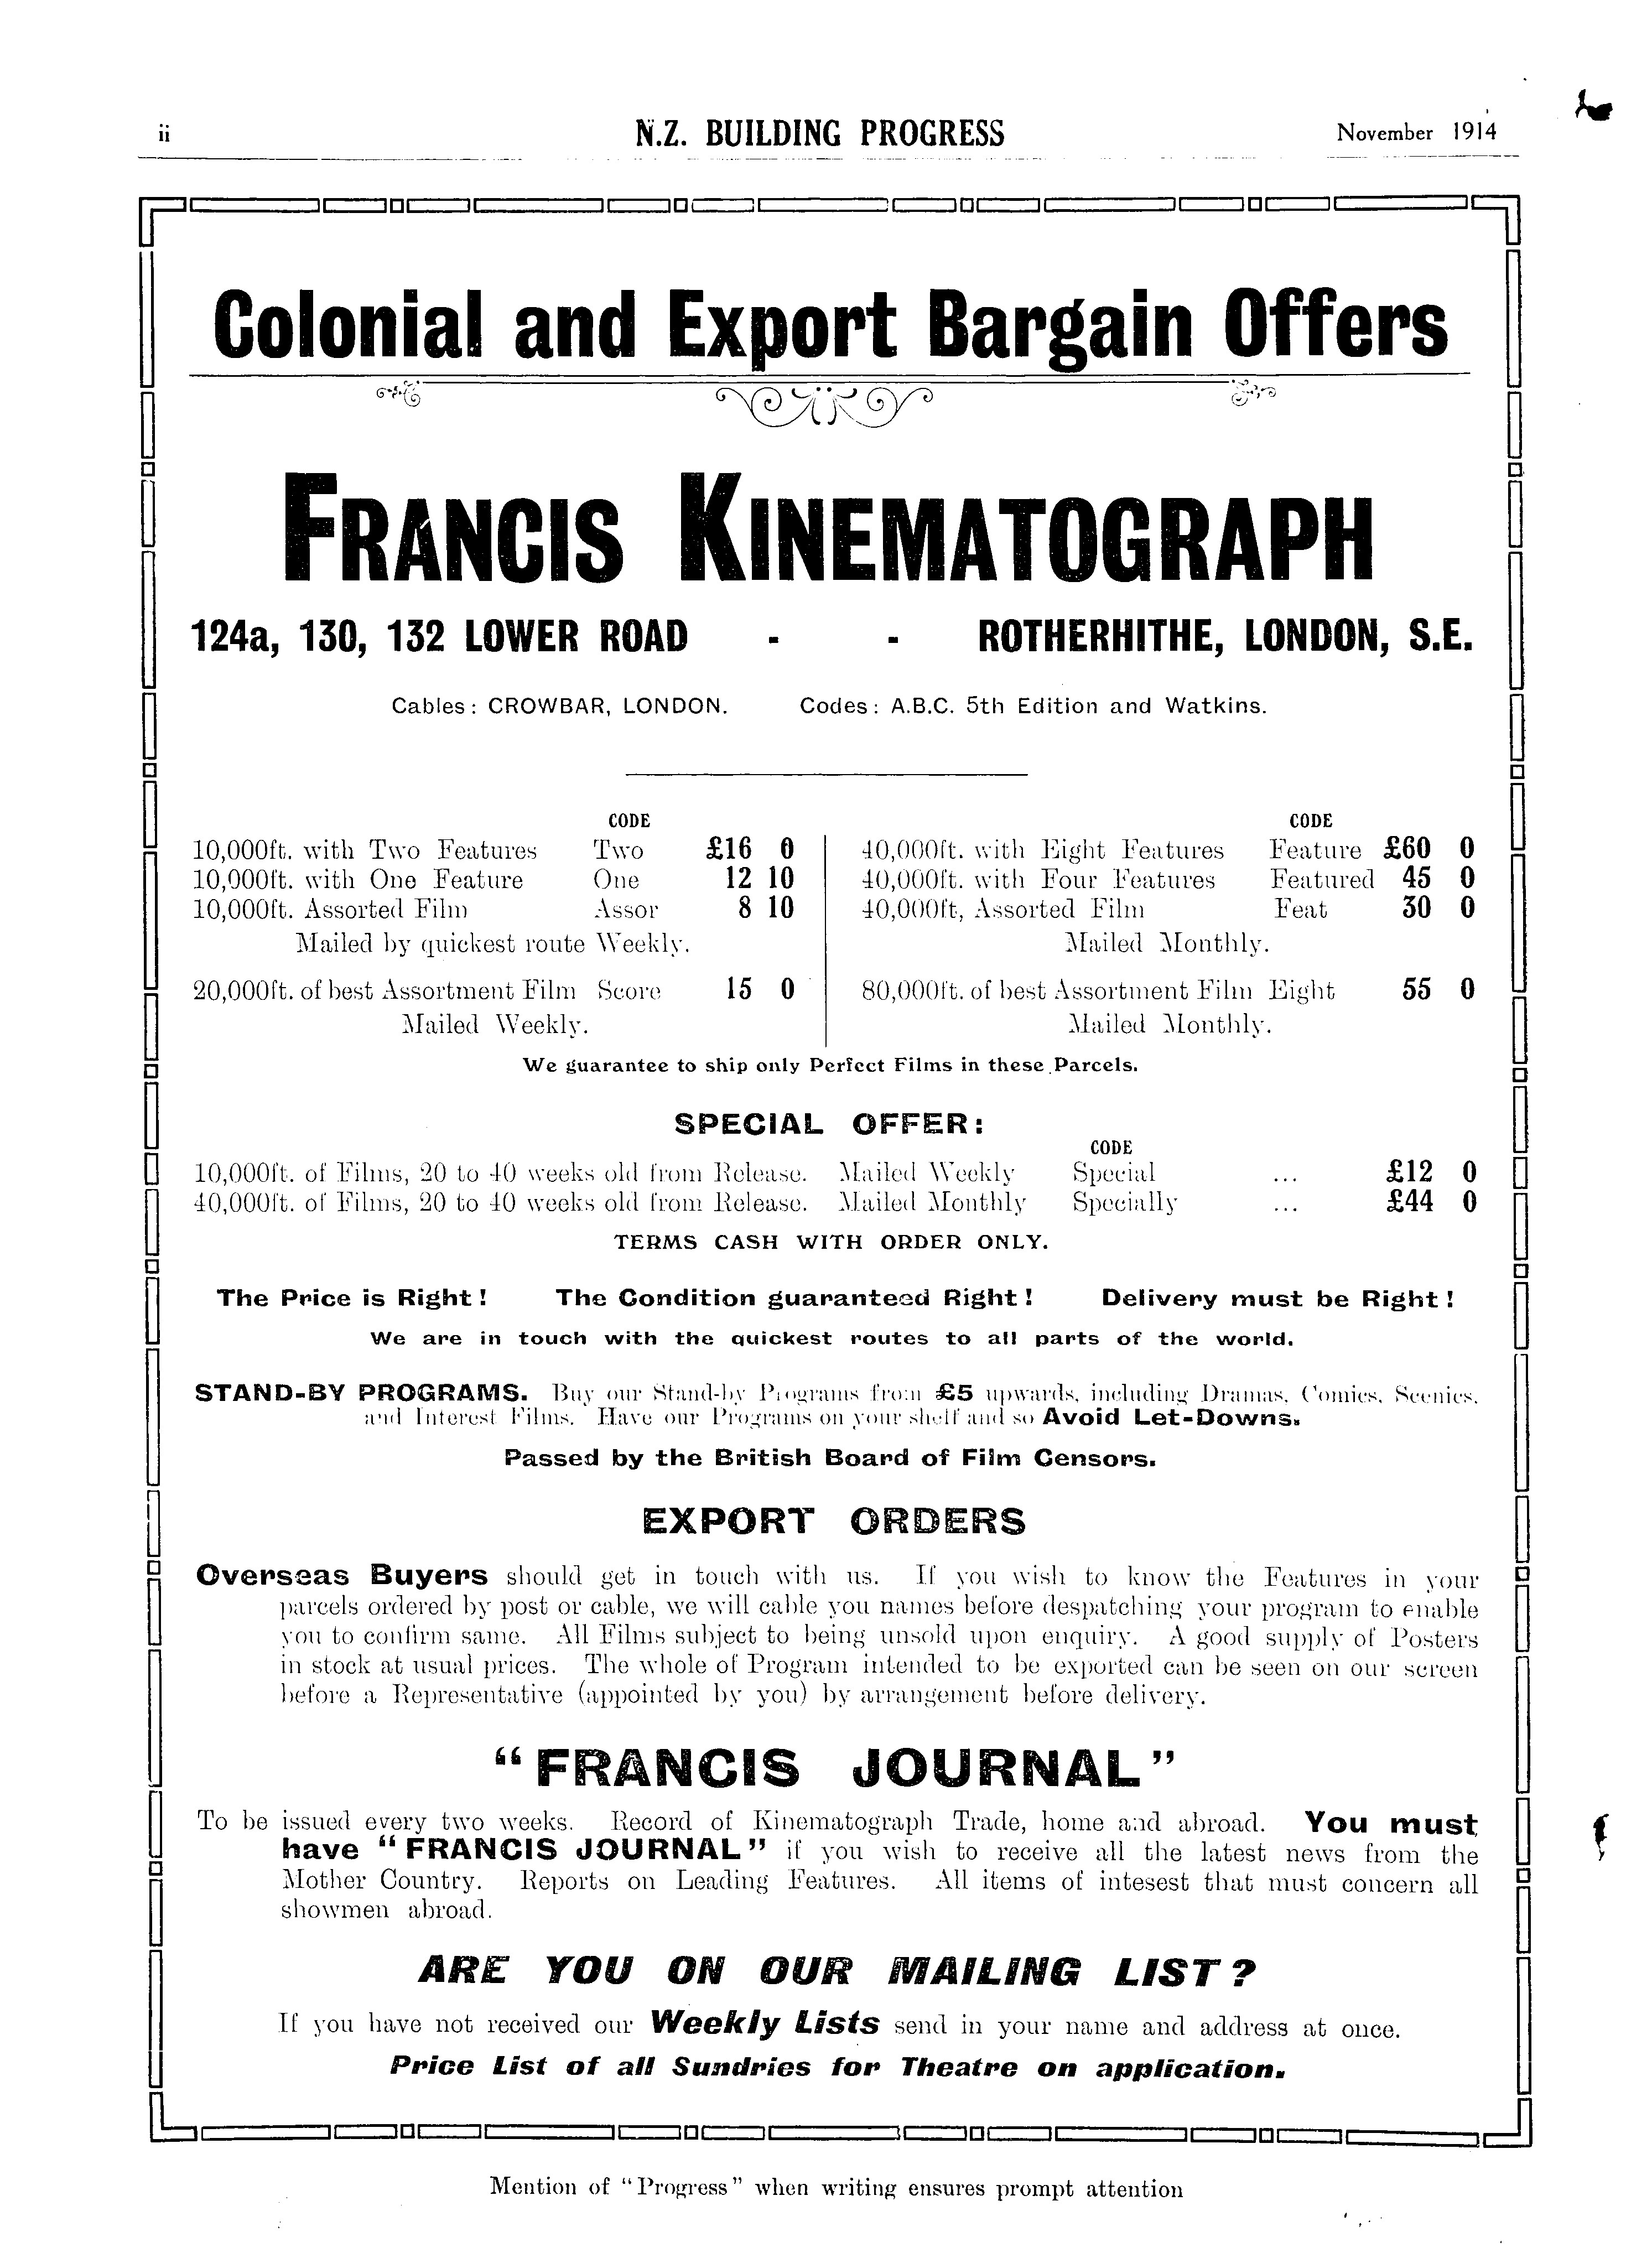 ii N.Z. BUILDING PROGRESS November 1914
Colonial and Export Bargain Offers
FRANCIS KINEMATOGRAPH
124a, 130, 132 LOWER ROAD - - ROTHERHITHE, LONDON, S.E.
Cables: CROWBAR, LONDON. Codes: A.B.C. 5th Edition and Watkins.
CODE
10,000ft. with Two Features Two £16 0
10,000ft. with One Feature One 12 10
10,000ft. Assorted Film Assor 8 10
Mailed by quickest route Weekly.
20,000ft. of best Assortment Film Score 15 0
Mailed Weekly.
CODE
40,000ft. with Eight Features Feature £60 0
40,000ft. with Four Features Featured 45 0
40,000ft, Assorted Film Feat 30 0
Mailed Monthly.
80,000ft. of best Assortment Film Eight 55 0
Mailed Monthly.
We guarantee to ship only Perfect Films in these Parcels.
SPECIAL OFFER:
CODE
10,000ft. of Films, 20 to 40 weeks old from Release. Mailed Weekly Special ... £12 0
40,000ft. of Films, 20 to 40 weeks old from Release. Mailed Monthly Specially ... £44 0
TERMS CASH WITH ORDER ONLY.
The Price is Right! The Condition guaranteed Right! Delivery must be Right!
We are in touch with the quickest routes to all parts of the world.
STAND-BY PROGRAMS. Buy our Stand-by Programs from £5 upwards, including Dramas, Comics, Scenics,
and Interest Films. Have our Programs on your shelf and so Avoid Let-Downs.
Passed by the British Board of Film Censors.
EXPORT ORDERS
Overseas Buyers should get in touch with us. If you wish to know the Features in your
parcels ordered by post or cable, we will cable you names before despatching your program to enable
you to confirm same. All Films subject to being unsold upon enquiry. A good supply of Posters
in stock at usual prices. The whole of Program intended to be exported can be seen on our screen
before a Representative (appointed by you) by arrangement before delivery.
"FRANCIS JOURNAL"
To be issued every two weeks. Record of Kinematograph Trade, home and abroad. You must
have "FRANCIS JOURNAL" if you wish to receive all the latest news from the
Mother Country. Reports on Leading Features. All items of intesest that must concern all
showmen abroad.
ARE YOU ON OUR MAILING LIST?
If you have not received our Weekly Lists send in your name and address at once.
Price List of all Sundries for Theatre on application.
Mention of "Progress" when writing ensures prompt attention